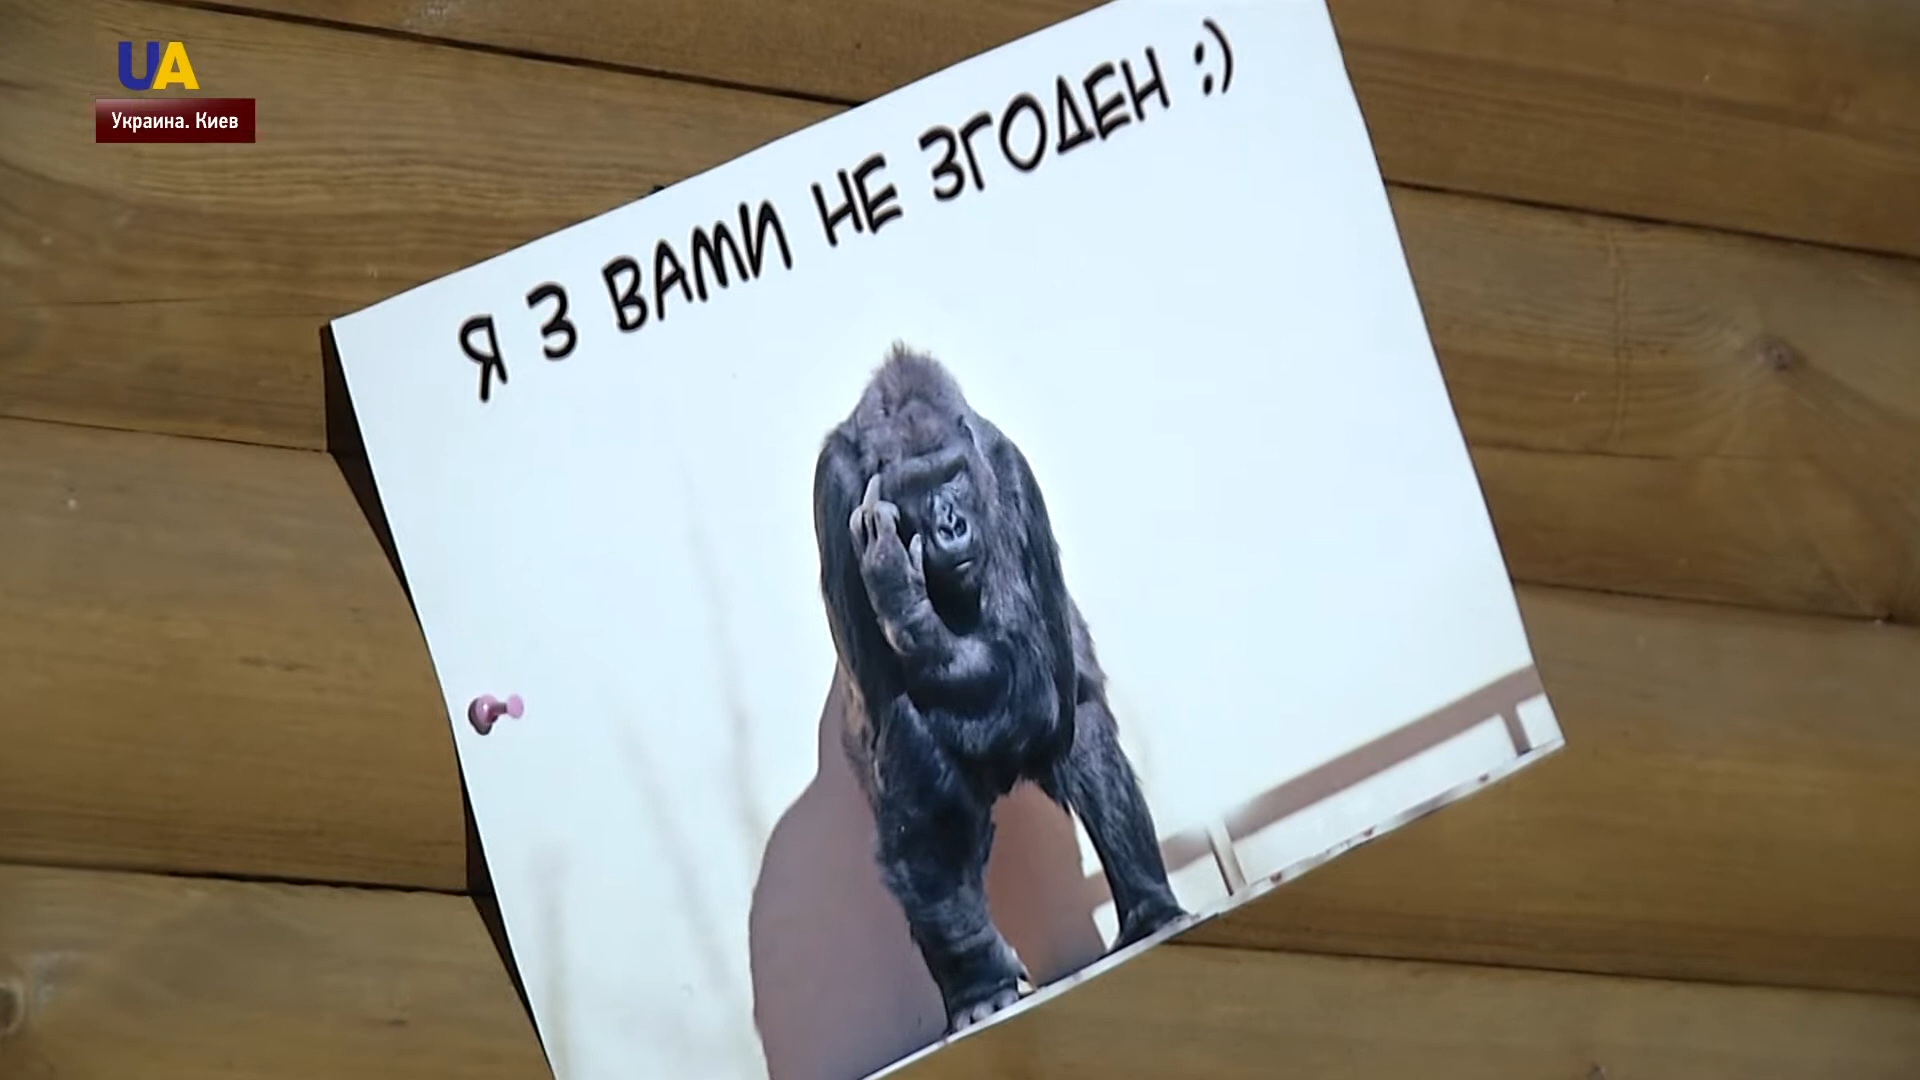 UA
Украина. Киев
Я З ВАМИ НЕ ЗГОДЕН :)